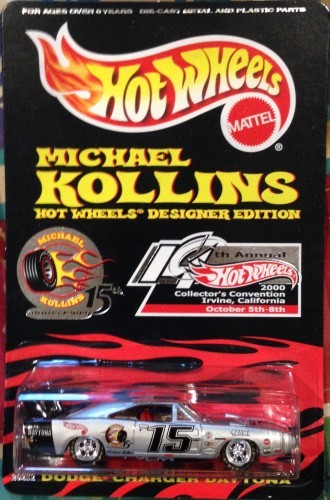 FOR AGES OVER 8 YEARS DIE-CAST METAL AND PLASTIC PARTS
HOT WHEELS
MATTEL
®
MICHAEL
KOLLINS
HOT WHEELS® DESIGNER EDITION
MICHAEL
KOLLINS
ANNIVERSARY
15th
14th Annual
HOT WHEELS
2000
Collector's Convention
Irvine, California
October 5th-8th
DAYTONA
'15
DODGE CHARGER DAYTONA